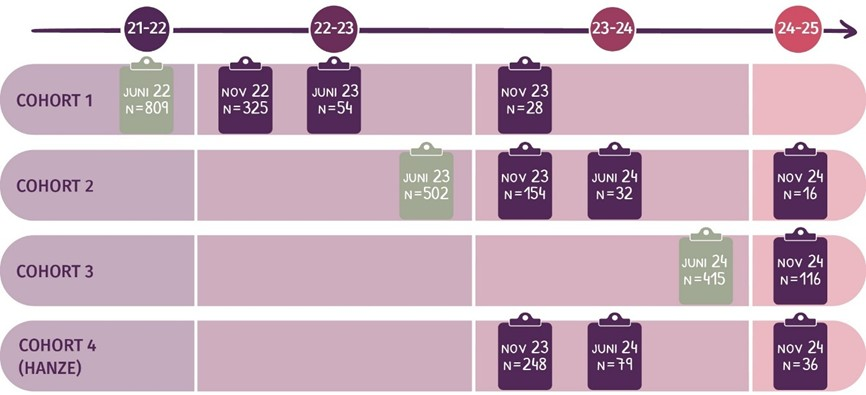 21-22
22-23
23-24
24-25
COHORT 1
JUNI 22
N=809
NOV 22
N=325
JUNI 23
N=54
NOV 23
N=28
COHORT 2
JUNI 23
N=502
NOV 23
N=154
JUNI 24
N=32
NOV 24
N=16
COHORT 3
JUNI 24
N=415
NOV 24
N=116
COHORT 4
(HANZE)
NOV 23
N=248
JUNI 24
N=79
NOV 24
N=36